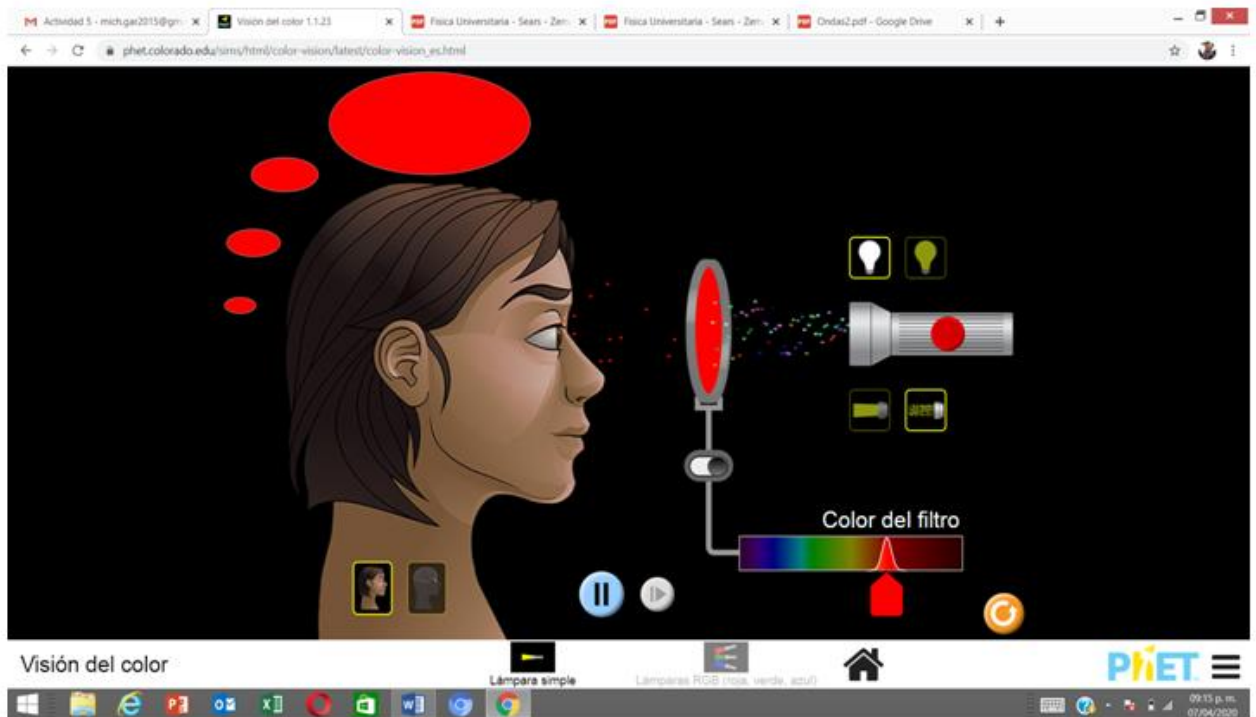 Actividad 5 - mich.gar2015@gm
Visión del color 1.1.23
Física Universitaria - Sears - Zem
Física Universitaria - Sears - Zem
Ondas2.pdf - Google Drive
phet.colorado.edu/sims/html/color-vision/latest/color-vision_es.html
Color del filtro
Visión del color
Lámpara simple
Lámparas RGB (roja, verde, azul)
PhET
09:15 p. m.
07/04/2020